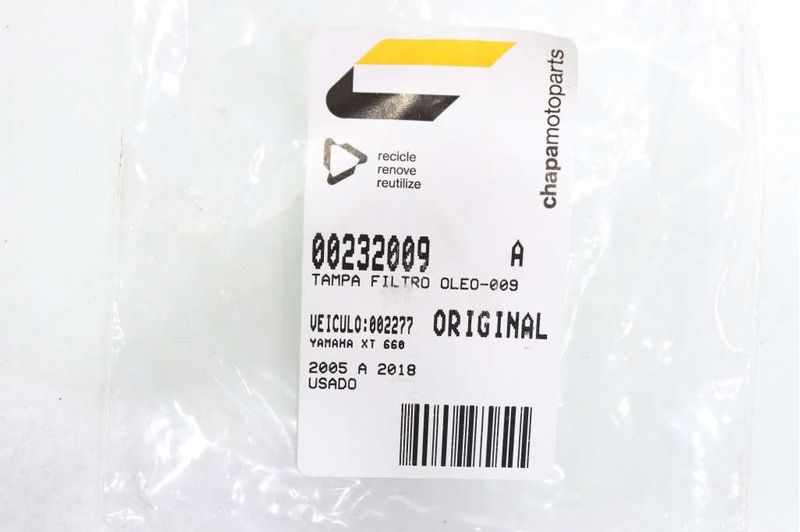 chapamotoparts
recicle
renove
reutilize
00232009 A
TAMPA FILTRO OLEO-009
VEICULO:002277 ORIGINAL
YAMAHA XT 660
2005 A 2018
USADO